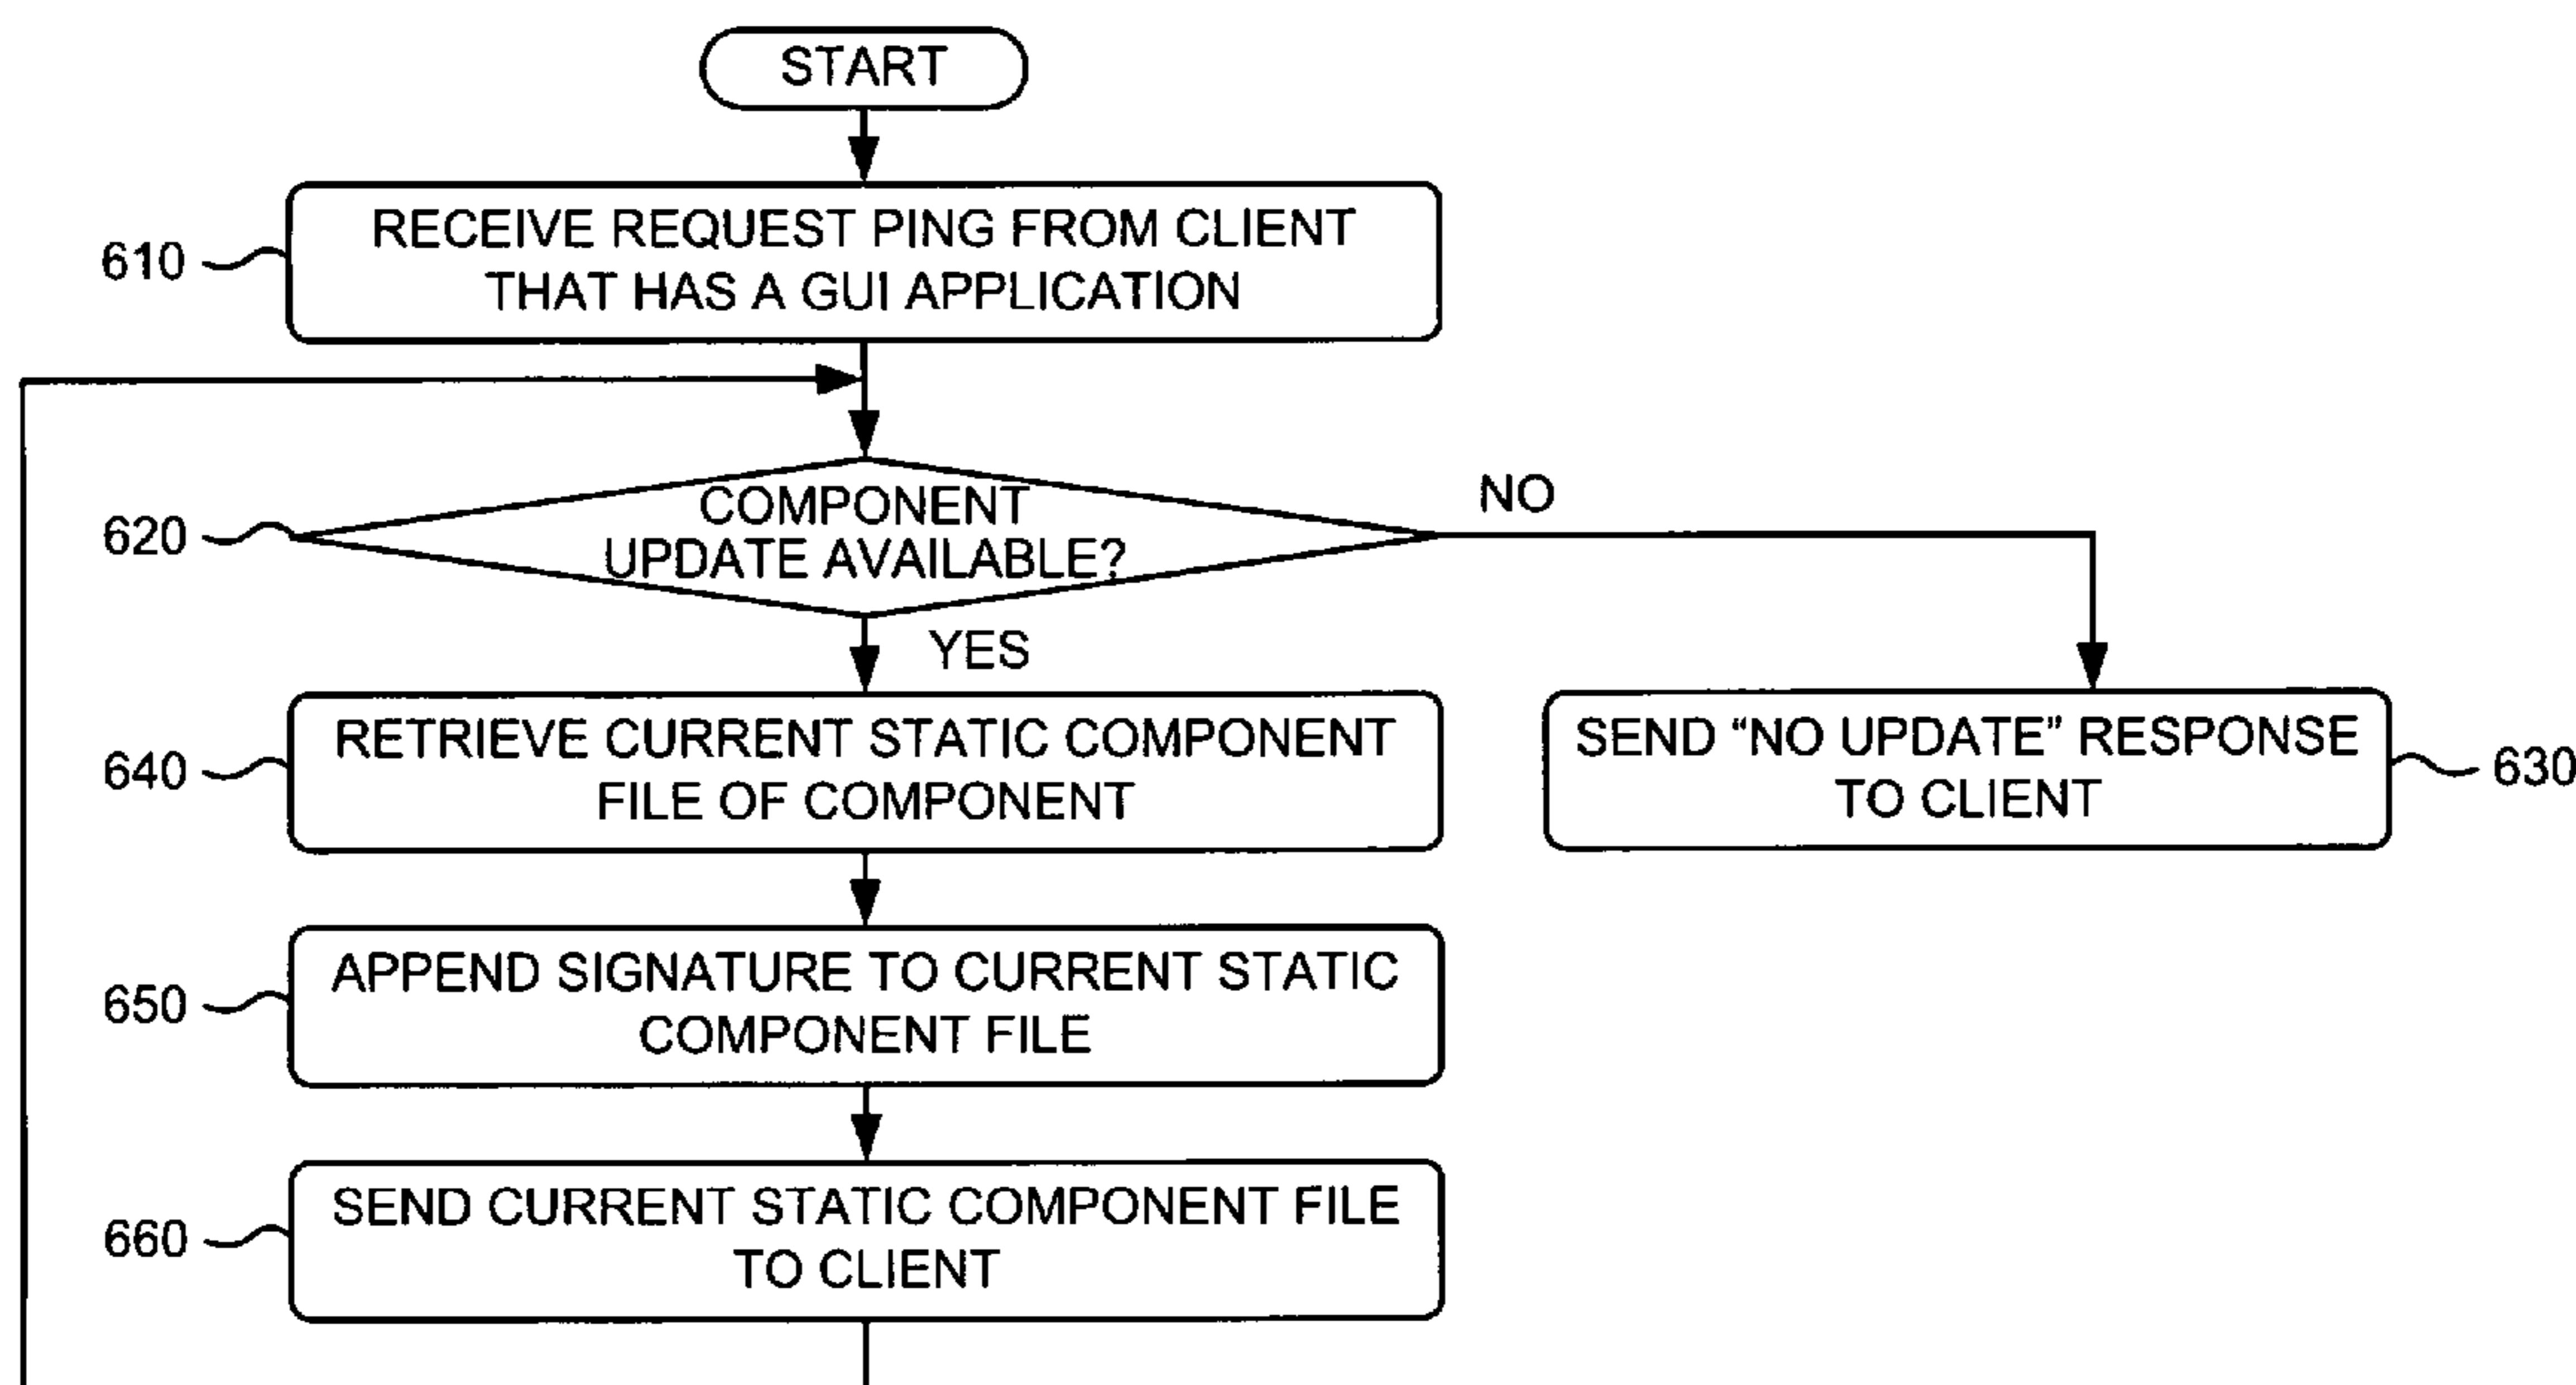 START
610
RECEIVE REQUEST PING FROM CLIENT
THAT HAS A GUI APPLICATION
620
COMPONENT
UPDATE AVAILABLE?
NO
YES
640
RETRIEVE CURRENT STATIC COMPONENT
FILE OF COMPONENT
SEND “NO UPDATE” RESPONSE
TO CLIENT
630
650
APPEND SIGNATURE TO CURRENT STATIC
COMPONENT FILE
660
SEND CURRENT STATIC COMPONENT FILE
TO CLIENT